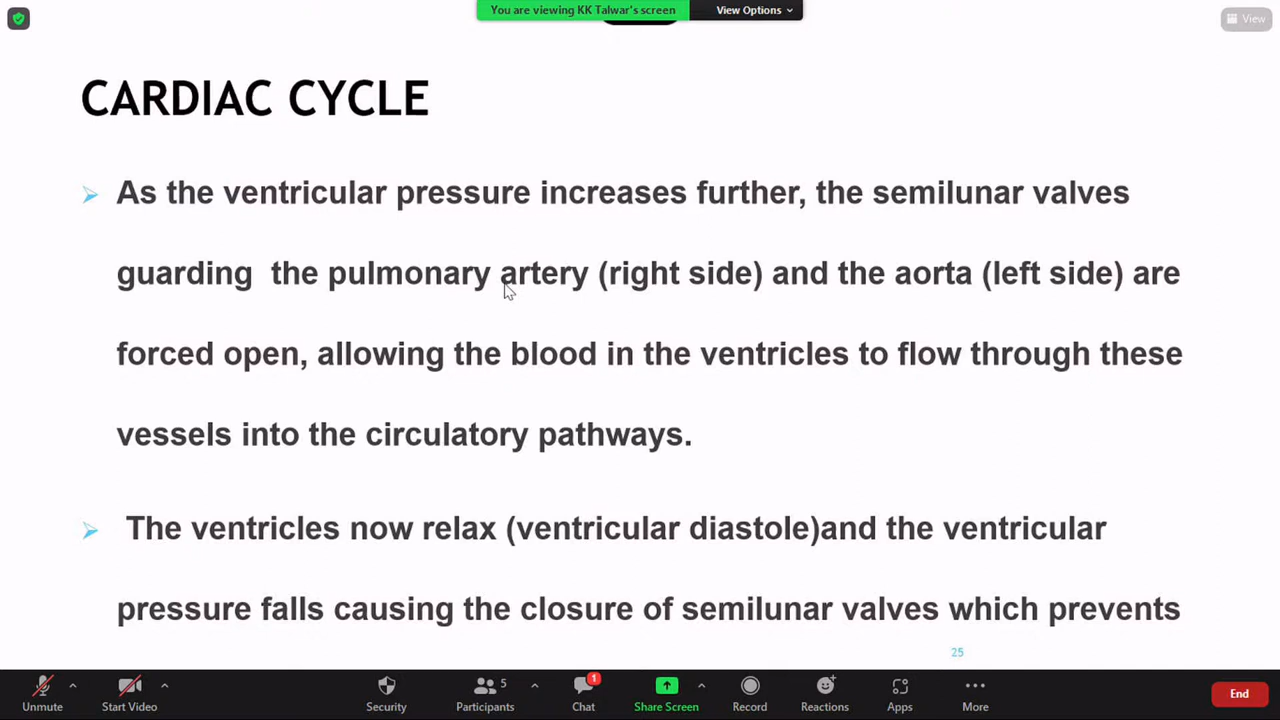 You are viewing KK Talwar's screen
View Options
View
CARDIAC CYCLE
As the ventricular pressure increases further, the semilunar valves
guarding the pulmonary artery (right side) and the aorta (left side) are
forced open, allowing the blood in the ventricles to flow through these
vessels into the circulatory pathways.
The ventricles now relax (ventricular diastole)and the ventricular
pressure falls causing the closure of semilunar valves which prevents
25
5
1
Unmute
Start Video
Security
Participants
Chat
Share Screen
Record
Reactions
Apps
More
End